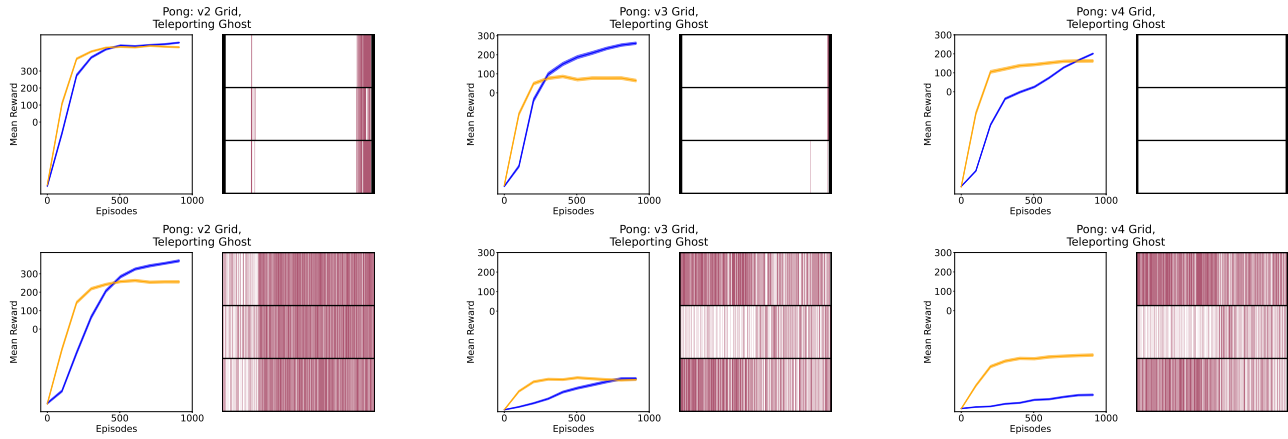 Pong: v2 Grid,
Teleporting Ghost
300
200
100
0
Mean Reward
0
500
1000
Episodes
Pong: v3 Grid,
Teleporting Ghost
300
200
100
0
Mean Reward
0
500
1000
Episodes
Pong: v4 Grid,
Teleporting Ghost
300
200
100
0
Mean Reward
0
500
1000
Episodes
Pong: v2 Grid,
Teleporting Ghost
300
200
100
0
Mean Reward
0
500
1000
Episodes
Pong: v3 Grid,
Teleporting Ghost
300
200
100
0
Mean Reward
0
500
1000
Episodes
Pong: v4 Grid,
Teleporting Ghost
300
200
100
0
Mean Reward
0
500
1000
Episodes